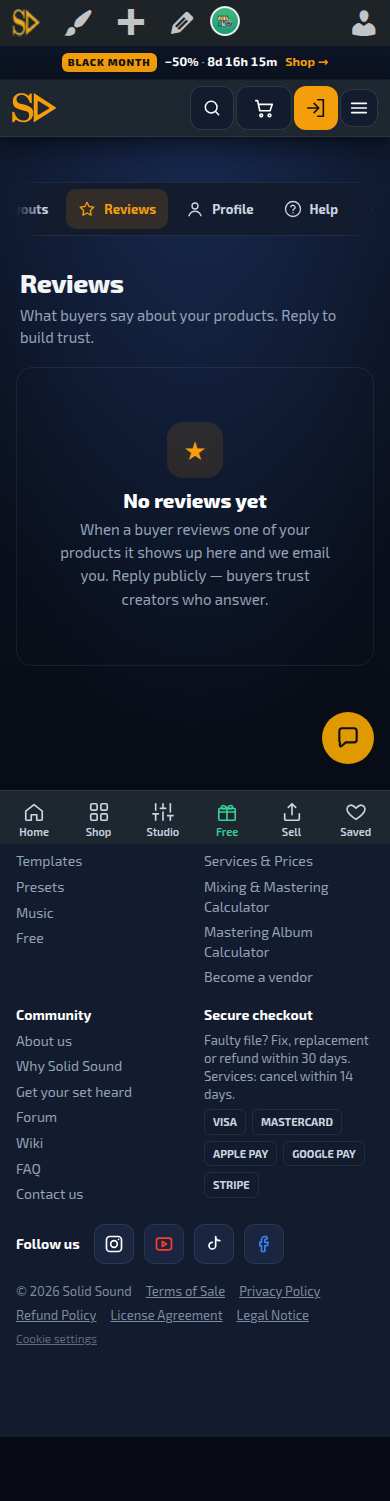 BLACK MONTH −50% · 8d 16h 15m Shop →
outs Reviews Profile Help
Reviews
What buyers say about your products. Reply to
build trust.
No reviews yet
When a buyer reviews one of your
products it shows up here and we email
you. Reply publicly — buyers trust
creators who answer.
Home Shop Studio Free Sell Saved
Templates
Presets
Music
Free
Services & Prices
Mixing & Mastering
Calculator
Mastering Album
Calculator
Become a vendor
Community
About us
Why Solid Sound
Get your set heard
Forum
Wiki
FAQ
Contact us
Secure checkout
Faulty file? Fix, replacement
or refund within 30 days.
Services: cancel within 14
days.
VISA MASTERCARD
APPLE PAY GOOGLE PAY
STRIPE
Follow us
© 2026 Solid Sound Terms of Sale Privacy Policy
Refund Policy License Agreement Legal Notice
Cookie settings